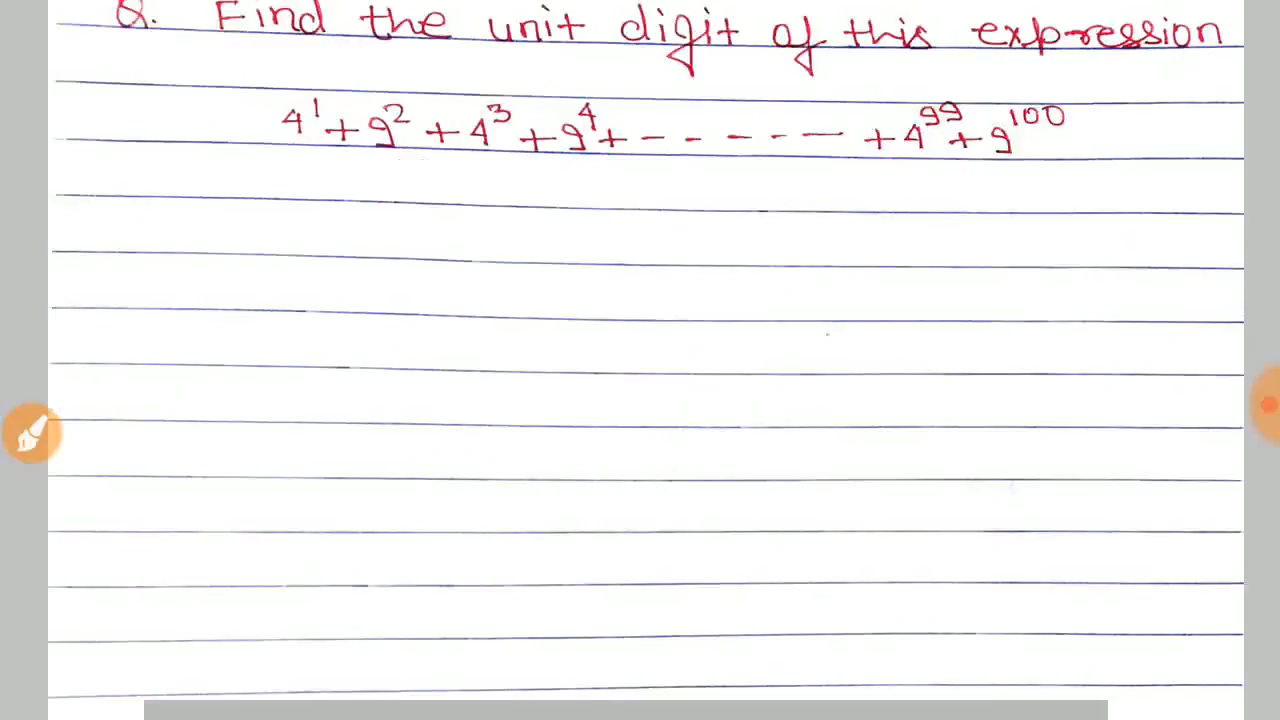 Q. Find the unit digit of this expression
4¹ + 9² + 4³ + 9⁴ + - - - - - - + 4⁹⁹ + 9¹⁰⁰